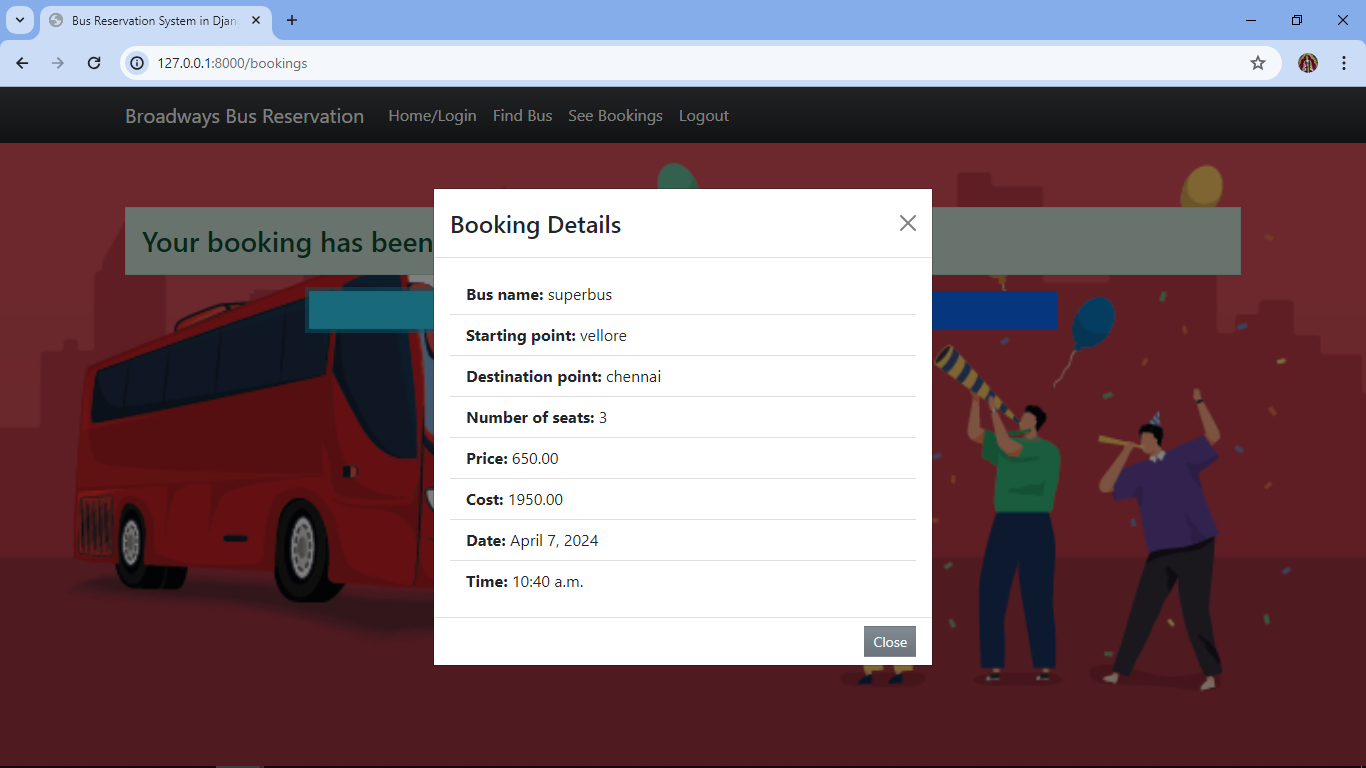 Bus Reservation System in Djan
127.0.0.1:8000/bookings
Broadways Bus Reservation Home/Login Find Bus See Bookings Logout
Your booking has been
Booking Details
Bus name: superbus
Starting point: vellore
Destination point: chennai
Number of seats: 3
Price: 650.00
Cost: 1950.00
Date: April 7, 2024
Time: 10:40 a.m.
Close